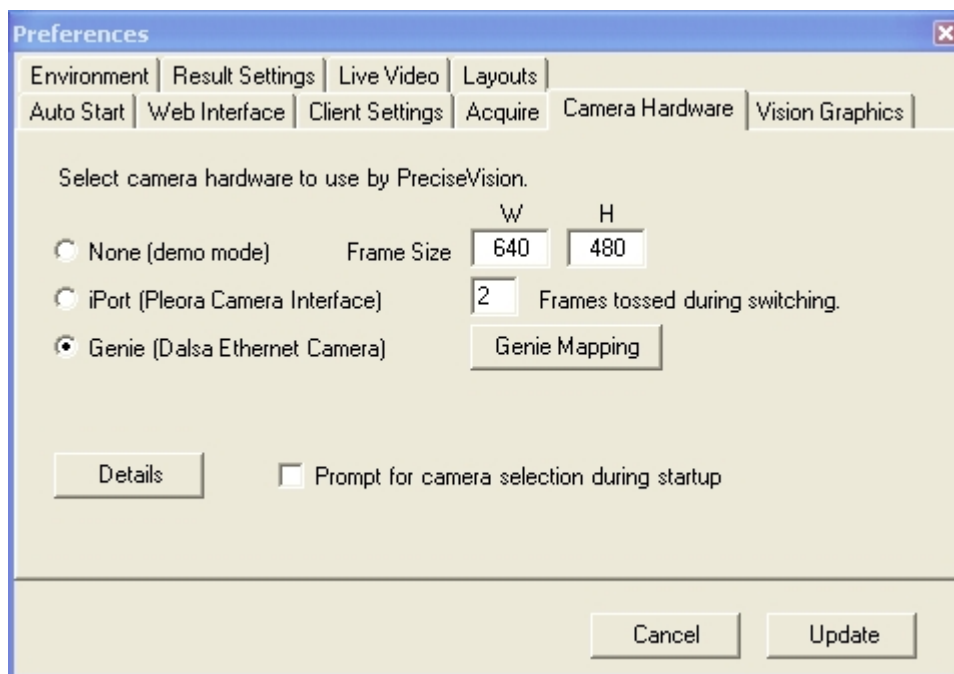 Preferences
Environment Result Settings Live Video Layouts
Auto Start Web Interface Client Settings Acquire Camera Hardware Vision Graphics
Select camera hardware to use by PreciseVision.
W H
None (demo mode) Frame Size 640 480
iPort (Pleora Camera Interface) 2 Frames tossed during switching.
Genie (Dalsa Ethernet Camera) Genie Mapping
Details Prompt for camera selection during startup
Cancel Update